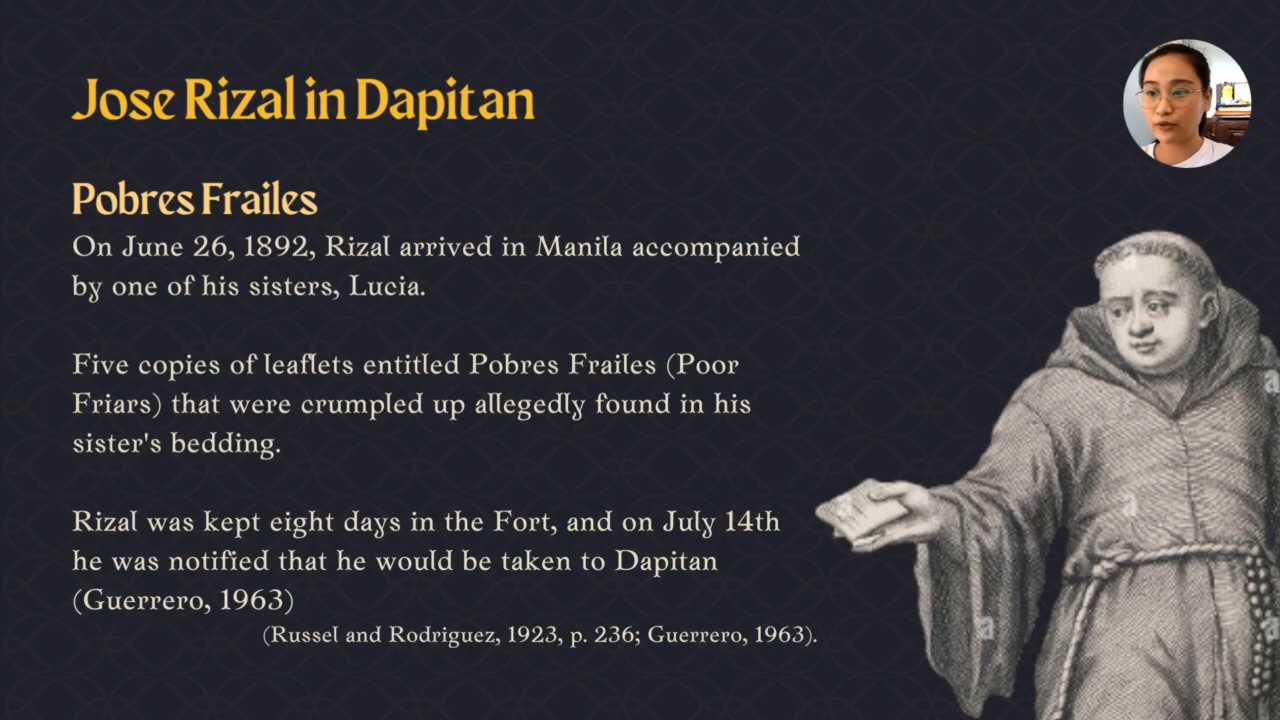 Jose Rizal in Dapitan
Pobres Frailes
On June 26, 1892, Rizal arrived in Manila accompanied
by one of his sisters, Lucia.
Five copies of leaflets entitled Pobres Frailes (Poor
Friars) that were crumpled up allegedly found in his
sister's bedding.
Rizal was kept eight days in the Fort, and on July 14th
he was notified that he would be taken to Dapitan
(Guerrero, 1963)
(Russel and Rodriguez, 1923, p. 236; Guerrero, 1963).
a
a
a
a
a